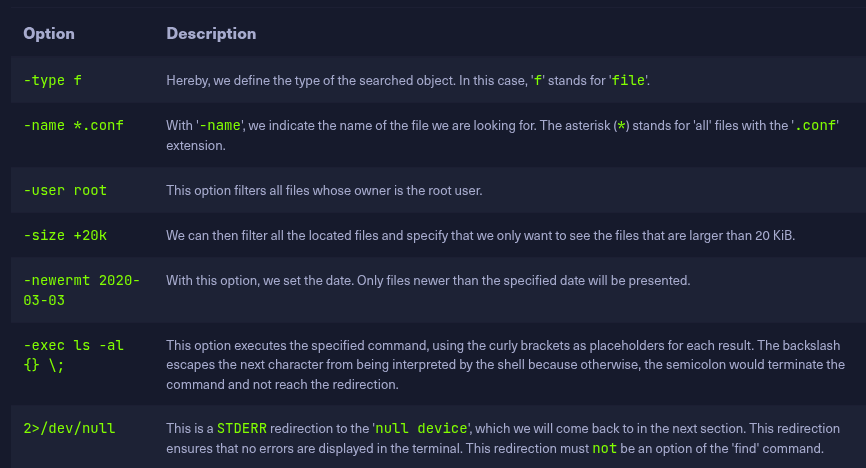 Option Description
-type f Hereby, we define the type of the searched object. In this case, 'f' stands for 'file'.
-name *.conf With '-name', we indicate the name of the file we are looking for. The asterisk (*) stands for 'all' files with the '.conf'
extension.
-user root This option filters all files whose owner is the root user.
-size +20k We can then filter all the located files and specify that we only want to see the files that are larger than 20 KiB.
-newermt 2020- With this option, we set the date. Only files newer than the specified date will be presented.
03-03
-exec ls -al This option executes the specified command, using the curly brackets as placeholders for each result. The backslash
{} \; escapes the next character from being interpreted by the shell because otherwise, the semicolon would terminate the
command and not reach the redirection.
2>/dev/null This is a STDERR redirection to the 'null device', which we will come back to in the next section. This redirection
ensures that no errors are displayed in the terminal. This redirection must not be an option of the 'find' command.